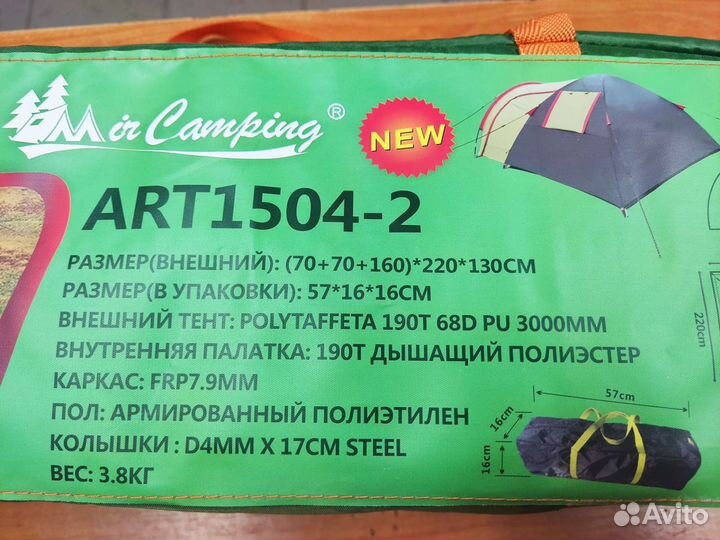 Mir Camping®
NEW
ART1504-2
РАЗМЕР(ВНЕШНИЙ): (70+70+160)*220*130СМ
РАЗМЕР(В УПАКОВКИ): 57*16*16СМ
ВНЕШНИЙ ТЕНТ: POLYTAFFETA 190T 68D PU 3000MM
ВНУТРЕННЯЯ ПАЛАТКА: 190T ДЫШАЩИЙ ПОЛИЭСТЕР
КАРКАС: FRP7.9MM
ПОЛ: АРМИРОВАННЫЙ ПОЛИЭТИЛЕН
КОЛЫШКИ : D4MM X 17CM STEEL
ВЕС: 3.8КГ
220cm
57cm
16cm
16cm
Avito